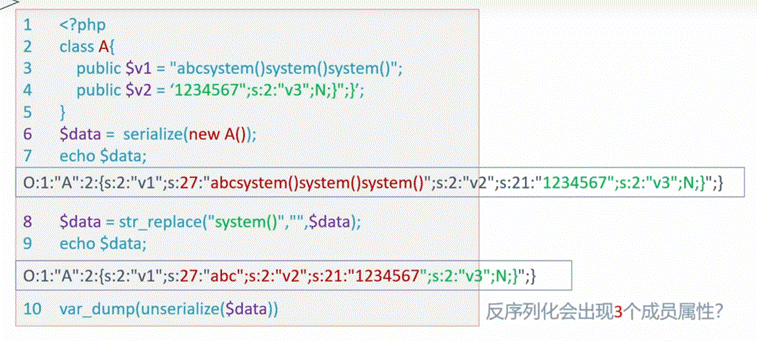 1 <?php
2 class A{
3 public $v1 = "abcsystem()system()system()";
4 public $v2 = ‘1234567";s:2:"v3";N;}";}’;
5 }
6 $data = serialize(new A());
7 echo $data;
O:1:"A":2:{s:2:"v1";s:27:"abcsystem()system()system()";s:2:"v2";s:21:"1234567";s:2:"v3";N;}";}
8 $data = str_replace("system()","",$data);
9 echo $data;
O:1:"A":2:{s:2:"v1";s:27:"abc";s:2:"v2";s:21:"1234567";s:2:"v3";N;}";}
10 var_dump(unserialize($data))
反序列化会出现3个成员属性?